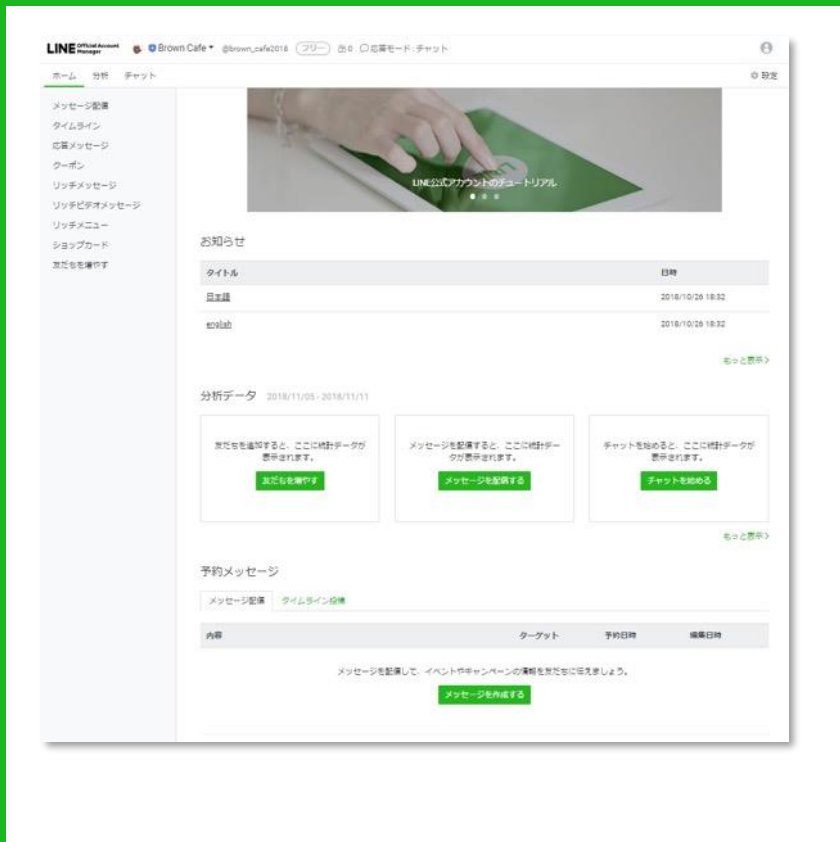 LINE Official Account Manager
Brown Cafe @brown_cafe2018 フリー 0 応答モード:チャット
ホーム 分析 チャット 設定
メッセージ配信
タイムライン
応答メッセージ
クーポン
リッチメッセージ
リッチビデオメッセージ
リッチメニュー
ショップカード
友だちを増やす
LINE公式アカウントのチュートリアル
お知らせ
タイトル 日時
日本語 2018/10/26 18:32
english 2018/10/26 18:32
もっと表示
分析データ 2018/11/05 - 2018/11/11
友だちを追加すると、ここに統計データが
表示されます。
友だちを増やす
メッセージを配信すると、ここに統計デー
タが表示されます。
メッセージを配信する
チャットを始めると、ここに統計データが
表示されます。
チャットを始める
もっと表示
予約メッセージ
メッセージ配信 タイムライン投稿
内容 ターゲット 予約日時 編集日時
メッセージを配信して、イベントやキャンペーンの情報を友だちに伝えましょう。
メッセージを作成する